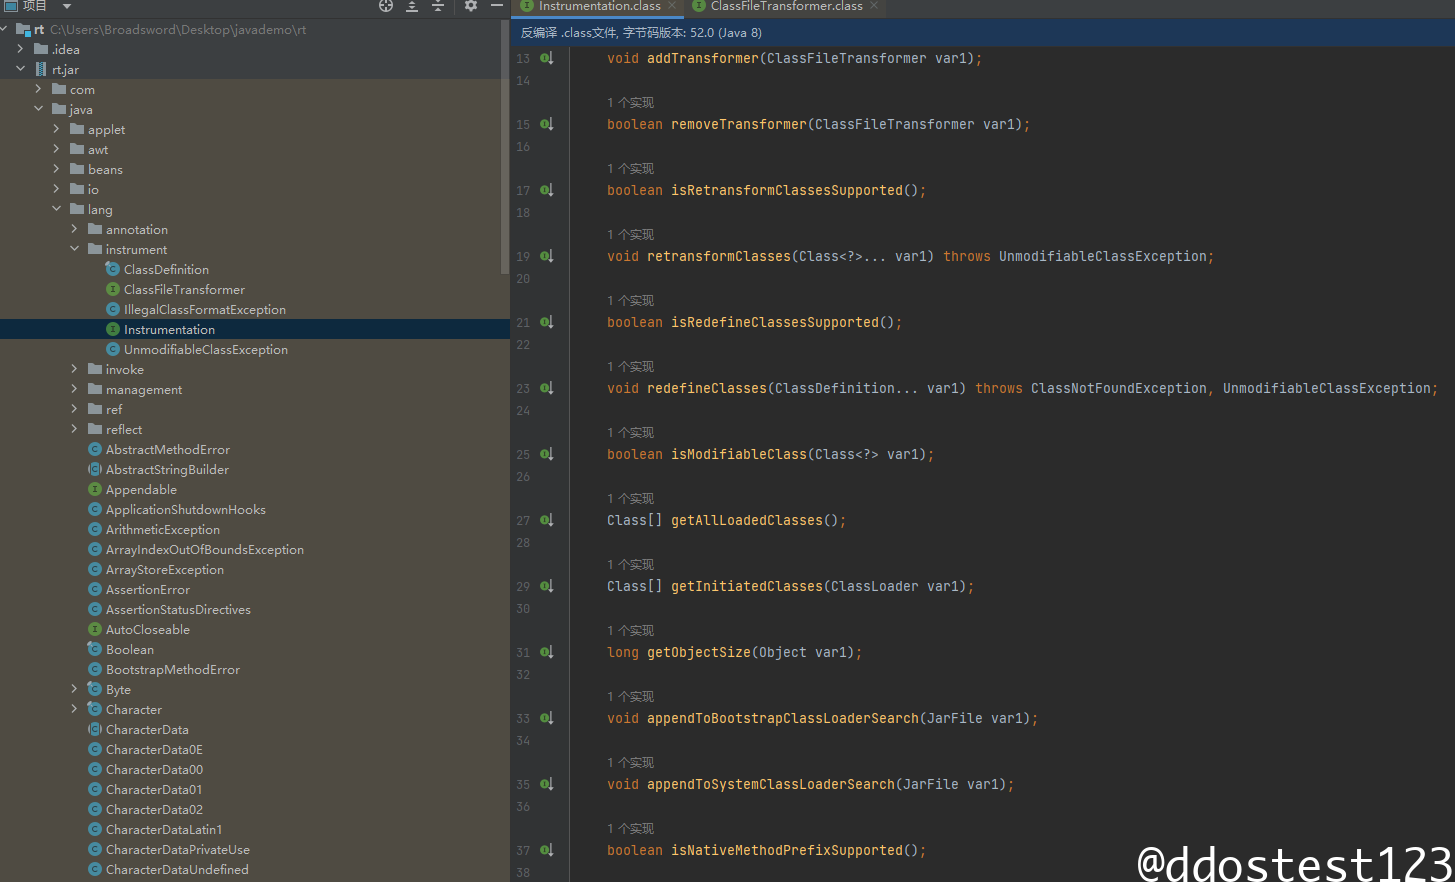 项目
rt C:\Users\Broadsword\Desktop\javademo\rt
.idea
rt.jar
com
java
applet
awt
beans
io
lang
annotation
instrument
ClassDefinition
ClassFileTransformer
IllegalClassFormatException
Instrumentation
UnmodifiableClassException
invoke
management
ref
reflect
AbstractMethodError
AbstractStringBuilder
Appendable
ApplicationShutdownHooks
ArithmeticException
ArrayIndexOutOfBoundsException
ArrayStoreException
AssertionError
AssertionStatusDirectives
AutoCloseable
Boolean
BootstrapMethodError
Byte
Character
CharacterData
CharacterData0E
CharacterData00
CharacterData01
CharacterData02
CharacterDataLatin1
CharacterDataPrivateUse
CharacterDataUndefined
Instrumentation.class ClassFileTransformer.class
反编译 .class文件, 字节码版本: 52.0 (Java 8)
13 void addTransformer(ClassFileTransformer var1);
14
1 个实现
15 boolean removeTransformer(ClassFileTransformer var1);
16
1 个实现
17 boolean isRetransformClassesSupported();
18
1 个实现
19 void retransformClasses(Class<?>... var1) throws UnmodifiableClassException;
20
1 个实现
21 boolean isRedefineClassesSupported();
22
1 个实现
23 void redefineClasses(ClassDefinition... var1) throws ClassNotFoundException, UnmodifiableClassException;
24
1 个实现
25 boolean isModifiableClass(Class<?> var1);
26
1 个实现
27 Class[] getAllLoadedClasses();
28
1 个实现
29 Class[] getInitiatedClasses(ClassLoader var1);
30
1 个实现
31 long getObjectSize(Object var1);
32
1 个实现
33 void appendToBootstrapClassLoaderSearch(JarFile var1);
34
1 个实现
35 void appendToSystemClassLoaderSearch(JarFile var1);
36
1 个实现
37 boolean isNativeMethodPrefixSupported();
38
@ddostest123